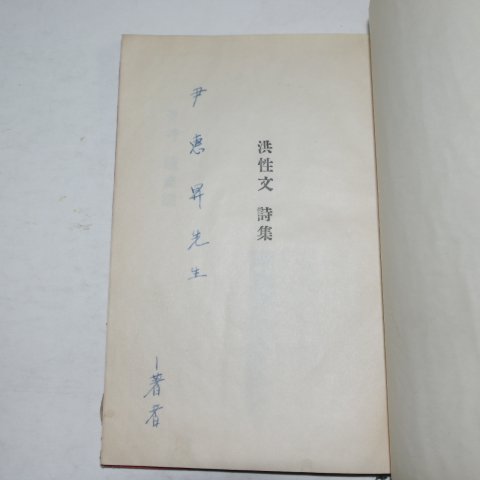 洪性文 詩集
尹惠昇先生
著者